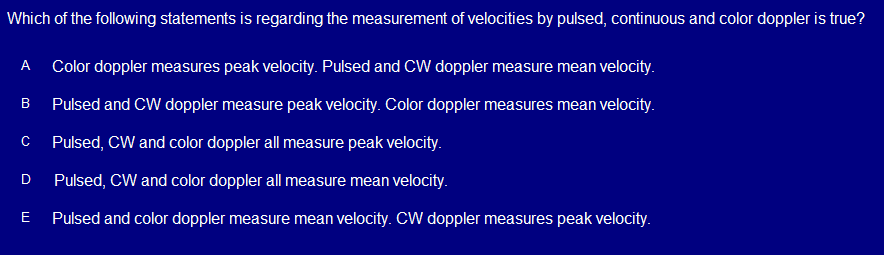 Which of the following statements is regarding the measurement of velocities by pulsed, continuous and color doppler is true?
A Color doppler measures peak velocity. Pulsed and CW doppler measure mean velocity.
B Pulsed and CW doppler measure peak velocity. Color doppler measures mean velocity.
C Pulsed, CW and color doppler all measure peak velocity.
D Pulsed, CW and color doppler all measure mean velocity.
E Pulsed and color doppler measure mean velocity. CW doppler measures peak velocity.